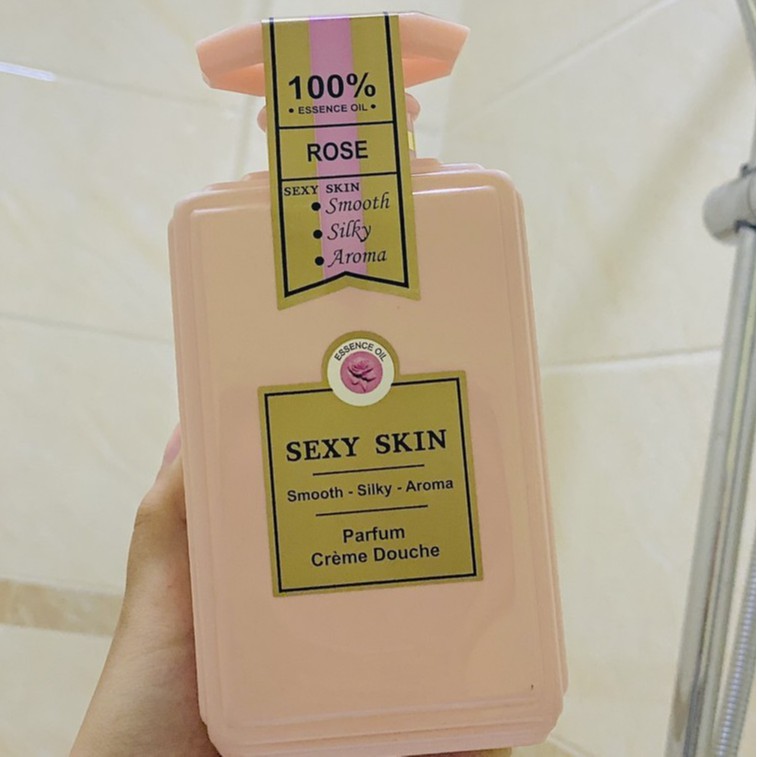 100%
• ESSENCE OIL •
ROSE
SEXY SKIN
• Smooth
• Silky
• Aroma
ESSENCE OIL
SEXY SKIN
Smooth - Silky - Aroma
Parfum
Crème Douche